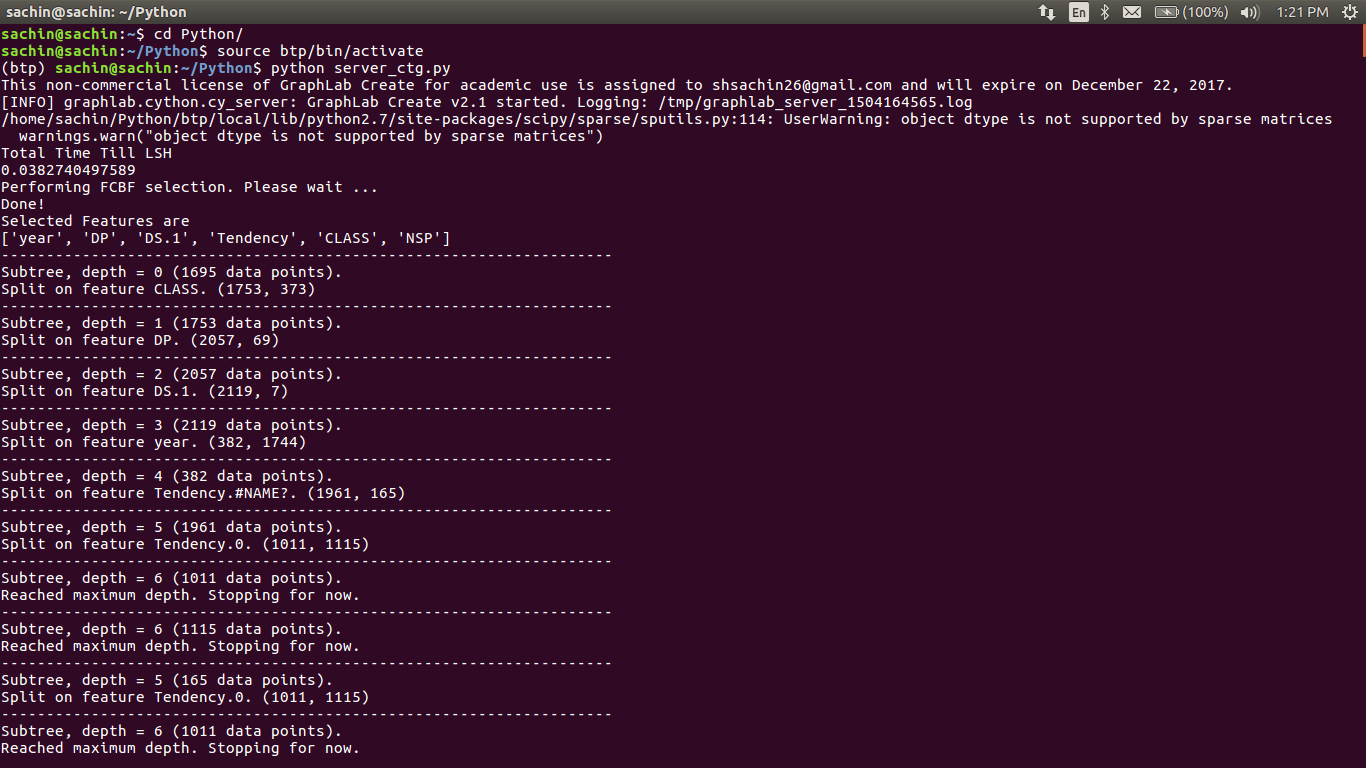 sachin@sachin: ~/Python
En
(100%)
1:21 PM
sachin@sachin:~$ cd Python/
sachin@sachin:~/Python$ source btp/bin/activate
(btp) sachin@sachin:~/Python$ python server_ctg.py
This non-commercial license of GraphLab Create for academic use is assigned to shsachin26@gmail.com and will expire on December 22, 2017.
[INFO] graphlab.cython.cy_server: GraphLab Create v2.1 started. Logging: /tmp/graphlab_server_1504164565.log
/home/sachin/Python/btp/local/lib/python2.7/site-packages/scipy/sparse/sputils.py:114: UserWarning: object dtype is not supported by sparse matrices
  warnings.warn("object dtype is not supported by sparse matrices")
Total Time Till LSH
0.0382740497589
Performing FCBF selection. Please wait ...
Done!
Selected Features are
['year', 'DP', 'DS.1', 'Tendency', 'CLASS', 'NSP']
--------------------------------------------------------------------
Subtree, depth = 0 (1695 data points).
Split on feature CLASS. (1753, 373)
--------------------------------------------------------------------
Subtree, depth = 1 (1753 data points).
Split on feature DP. (2057, 69)
--------------------------------------------------------------------
Subtree, depth = 2 (2057 data points).
Split on feature DS.1. (2119, 7)
--------------------------------------------------------------------
Subtree, depth = 3 (2119 data points).
Split on feature year. (382, 1744)
--------------------------------------------------------------------
Subtree, depth = 4 (382 data points).
Split on feature Tendency.#NAME?. (1961, 165)
--------------------------------------------------------------------
Subtree, depth = 5 (1961 data points).
Split on feature Tendency.0. (1011, 1115)
--------------------------------------------------------------------
Subtree, depth = 6 (1011 data points).
Reached maximum depth. Stopping for now.
--------------------------------------------------------------------
Subtree, depth = 6 (1115 data points).
Reached maximum depth. Stopping for now.
--------------------------------------------------------------------
Subtree, depth = 5 (165 data points).
Split on feature Tendency.0. (1011, 1115)
--------------------------------------------------------------------
Subtree, depth = 6 (1011 data points).
Reached maximum depth. Stopping for now.